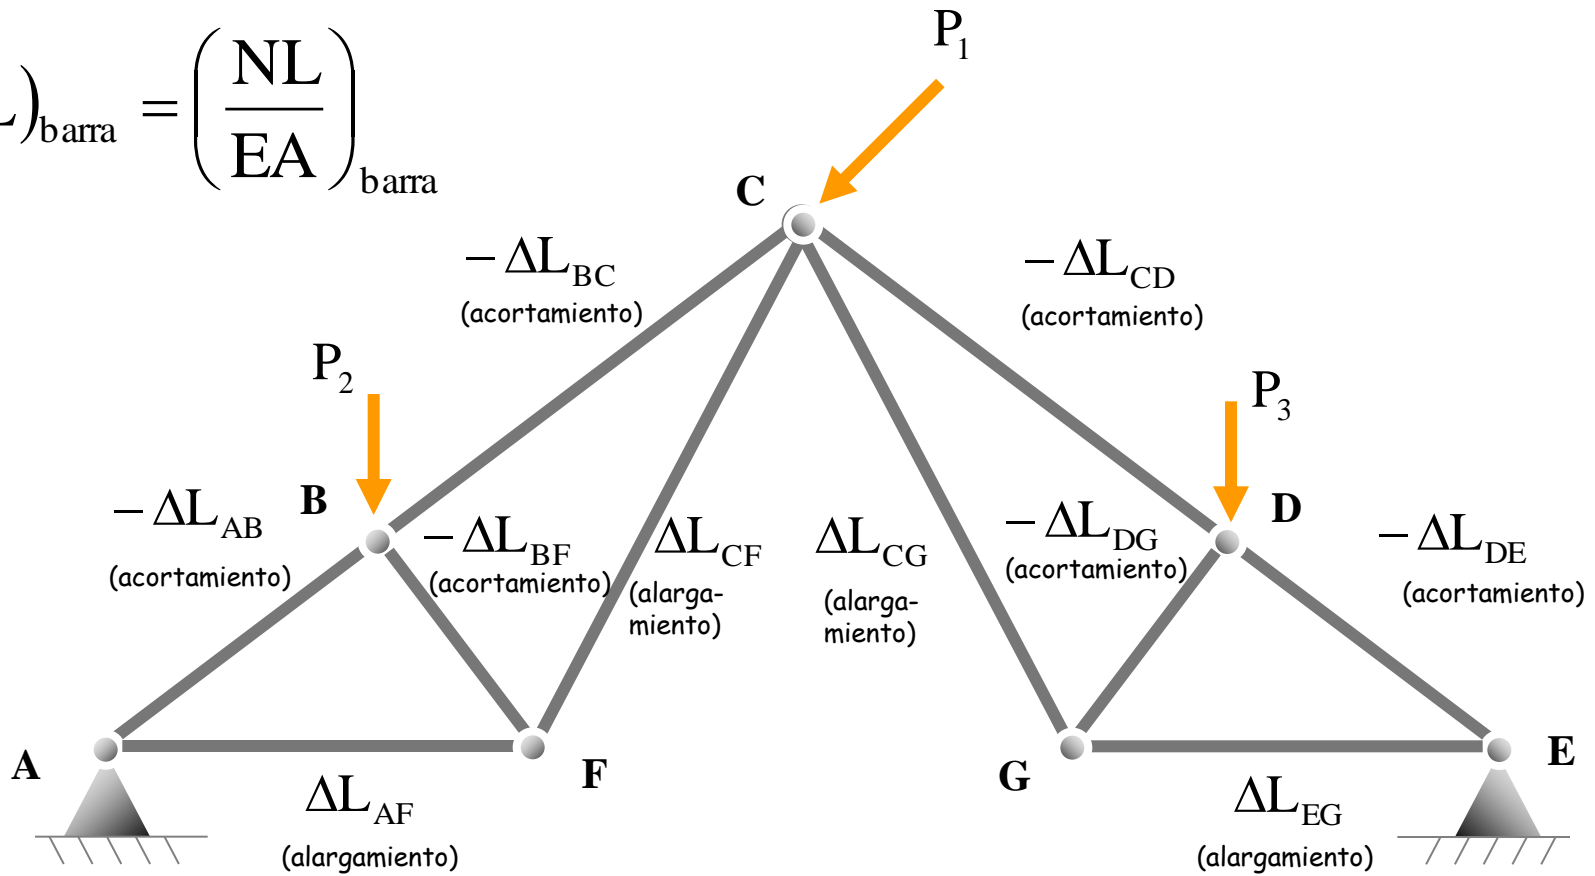 L)barra = (NL/EA)barra
P1
C
−ΔLBC
(acortamiento)
−ΔLCD
(acortamiento)
P2
P3
B
D
−ΔLAB
(acortamiento)
−ΔLBF
(acortamiento)
ΔLCF
(alarga-
miento)
ΔLCG
(alarga-
miento)
−ΔLDG
(acortamiento)
−ΔLDE
(acortamiento)
A
F
G
E
ΔLAF
(alargamiento)
ΔLEG
(alargamiento)